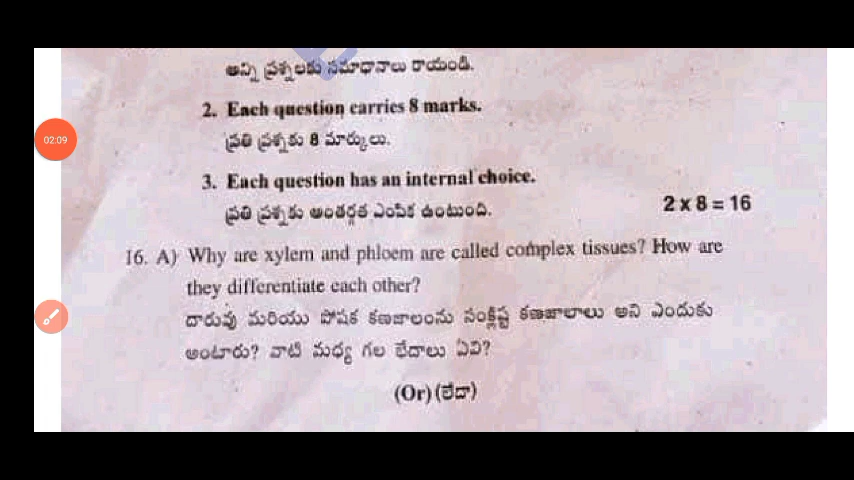 అన్ని ప్రశ్నలకు సమాధానాలు రాయండి.
2. Each question carries 8 marks.
ప్రతి ప్రశ్నకు 8 మార్కులు.
3. Each question has an internal choice.
ప్రతి ప్రశ్నకు అంతర్గత ఎంపిక ఉంటుంది.
2 x 8 = 16
02:09
16. A) Why are xylem and phloem are called complex tissues? How are
they differentiate each other?
దారువు మరియు పోషక కణజాలంను సంక్లిష్ట కణజాలాలు అని ఎందుకు
అంటారు? వాటి మధ్య గల భేదాలు ఏవి?
(Or) (లేదా)